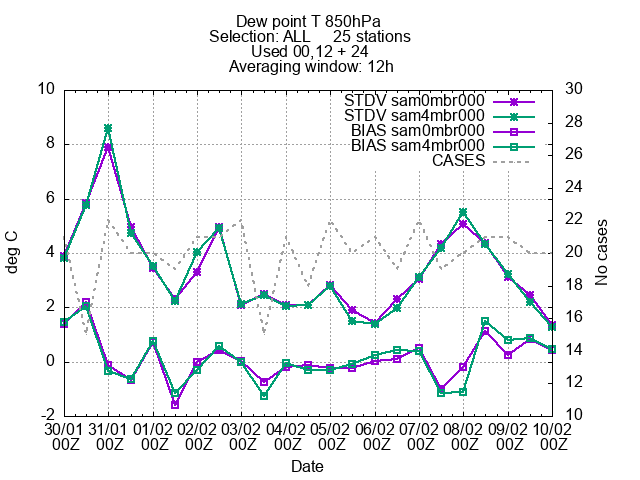 Dew point T 850hPa
Selection: ALL 25 stations
Used 00,12 + 24
Averaging window: 12h
10 30
STDV sam0mbr000
STDV sam4mbr000 28
8 BIAS sam0mbr000
BIAS sam4mbr000 26
CASES
24
6
22
4 20
18
2 16
14
0
12
-2 10
deg C
No cases
30/01 31/01 01/02 02/02 03/02 04/02 05/02 06/02 07/02 08/02 09/02 10/02
00Z 00Z 00Z 00Z 00Z 00Z 00Z 00Z 00Z 00Z 00Z 00Z
Date